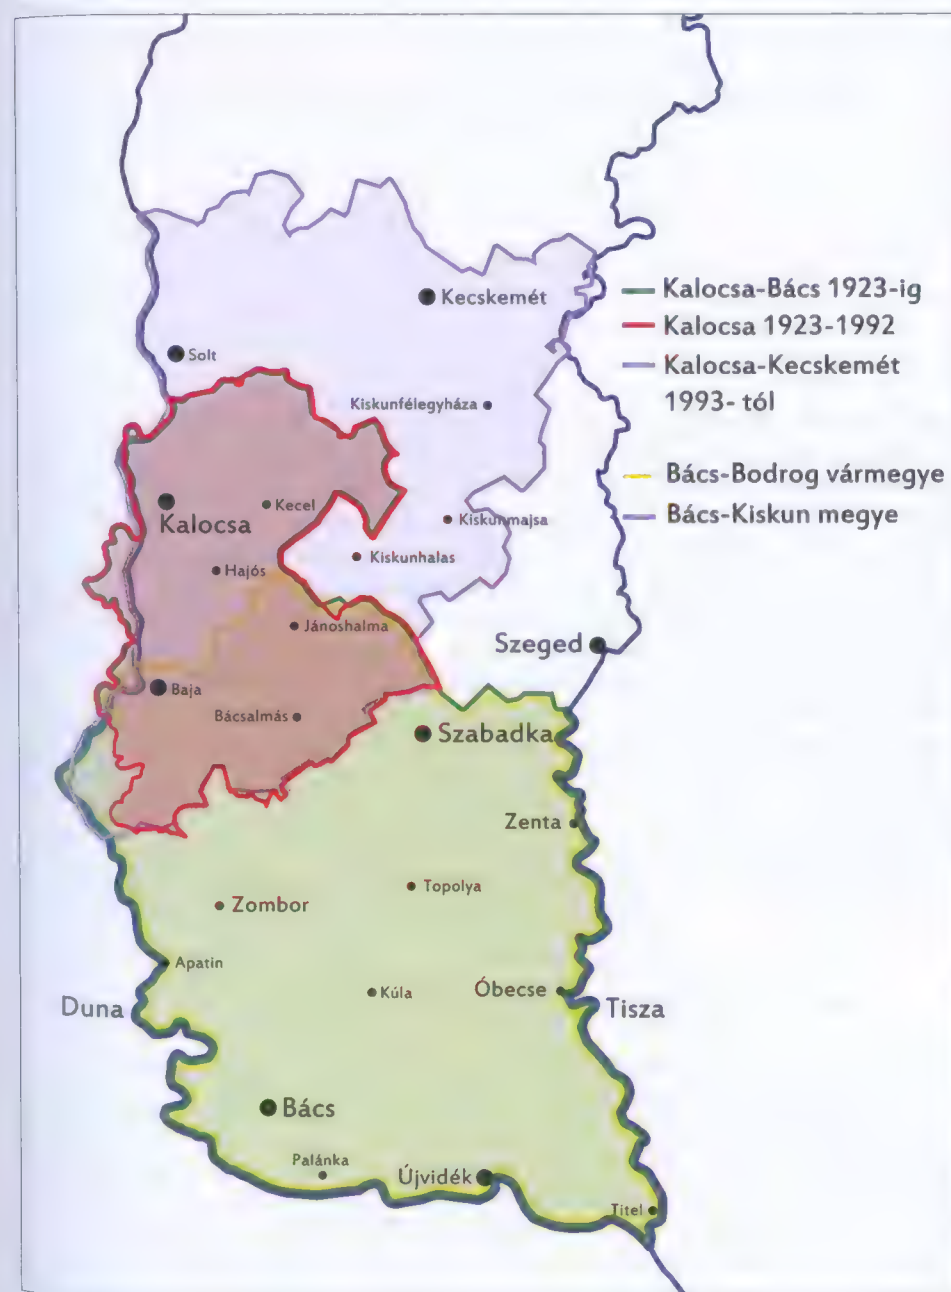 Kecskemét
Solt
Kiskunfélegyháza
Kalocsa-Bács 1923-ig
Kalocsa 1923-1992
Kalocsa-Kecskemét
1993- tól
Bács-Bodrog vármegye
Bács-Kiskun megye
Kecel
Kalocsa
Kiskunmajsa
Kiskunhalas
Hajós
Jánoshalma
Szeged
Baja
Bácsalmás
Szabadka
Zenta
Topolya
Zombor
Apatin
Kúla
Óbecse
Duna
Tisza
Bács
Palánka
Újvidék
Titel